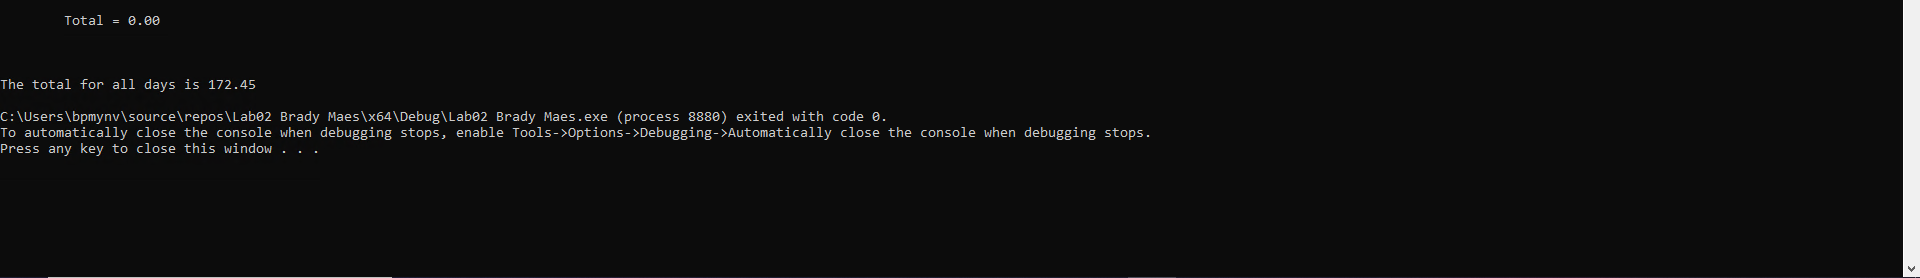 Total = 0.00
The total for all days is 172.45
C:\Users\bpmynv\source\repos\Lab02 Brady Maes\x64\Debug\Lab02 Brady Maes.exe (process 8880) exited with code 0.
To automatically close the console when debugging stops, enable Tools->Options->Debugging->Automatically close the console when debugging stops.
Press any key to close this window . . .